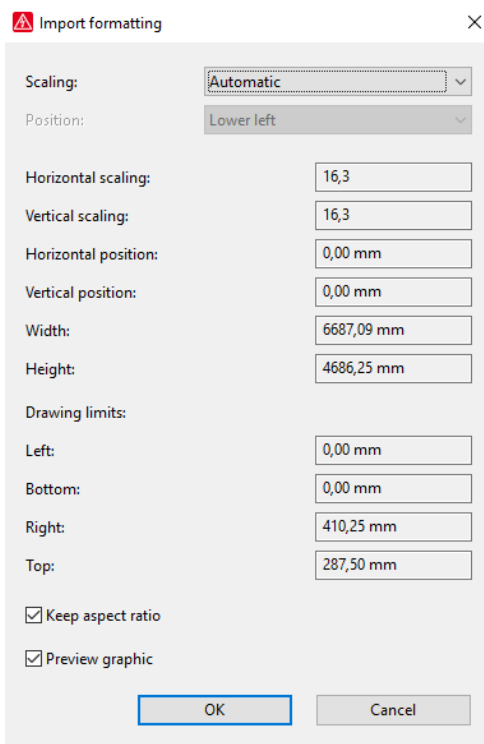 Import formatting
Scaling: Automatic
Position: Lower left
Horizontal scaling: 16,3
Vertical scaling: 16,3
Horizontal position: 0,00 mm
Vertical position: 0,00 mm
Width: 6687,09 mm
Height: 4686,25 mm
Drawing limits:
Left: 0,00 mm
Bottom: 0,00 mm
Right: 410,25 mm
Top: 287,50 mm
Keep aspect ratio
Preview graphic
OK Cancel